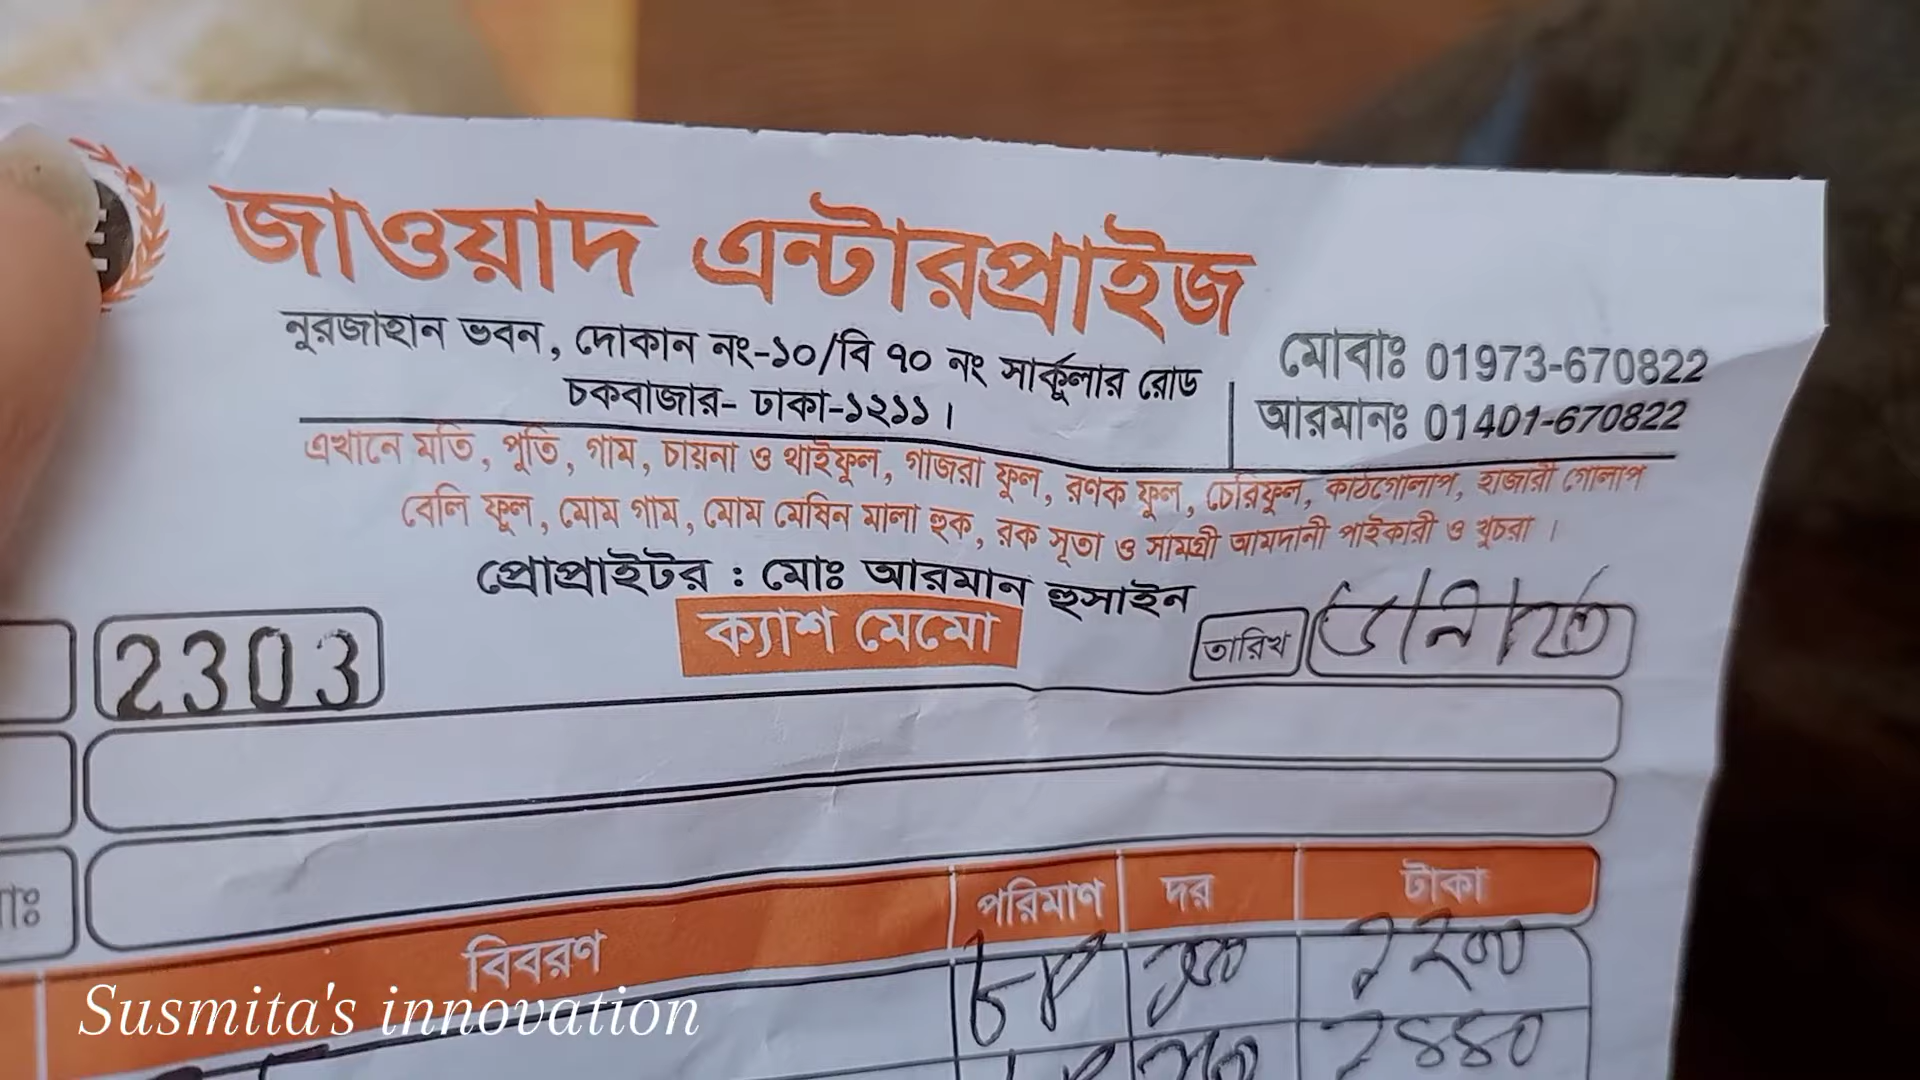 জাওয়াদ এন্টারপ্রাইজ
নুরজাহান ভবন, দোকান নং-১০/বি ৭০ নং সার্কুলার রোড
চকবাজার- ঢাকা-১২১১।
মোবাঃ 01973-670822
আরমানঃ 01401-670822
এখানে মতি, পুতি, গাম, চায়না ও থাইফুল, গাজরা ফুল, রণক ফুল, চেরিফুল, কাঠগোলাপ, হাজারী গোলাপ
বেলি ফুল, মোম গাম, মোম মেষিন মালা হুক, রক সূতা ও সামগ্রী আমদানী পাইকারী ও খুচরা।
প্রোপ্রাইটর : মোঃ আরমান হুসাইন
2303
ক্যাশ মেমো
তারিখ
বিবরণ পরিমাণ দর টাকা
Susmita's innovation